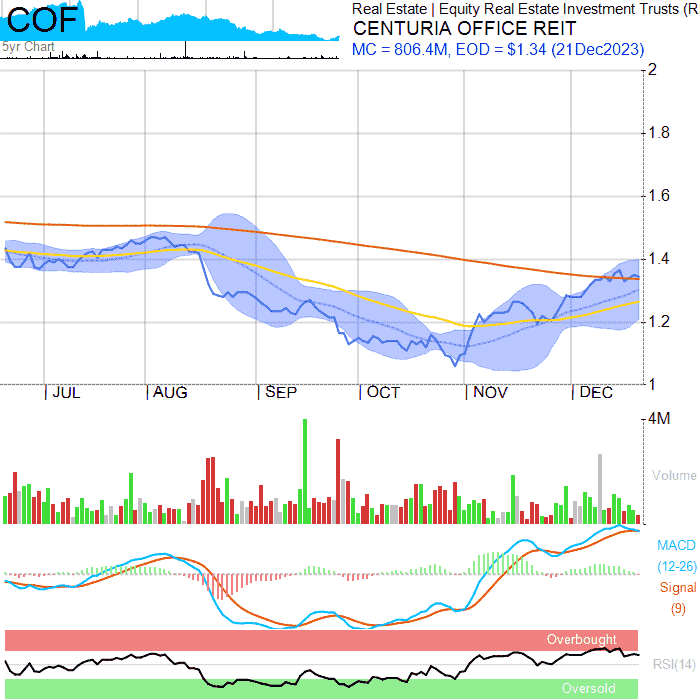 COF
5yr Chart
Real Estate | Equity Real Estate Investment Trusts (R
CENTURIA OFFICE REIT
MC = 806.4M, EOD = $1.34 (21Dec2023)
2
1.8
1.6
1.4
1.2
1
JUL AUG SEP OCT NOV DEC
4M
Volume
MACD
(12-26)
Signal
(9)
Overbought
RSI(14)
Oversold